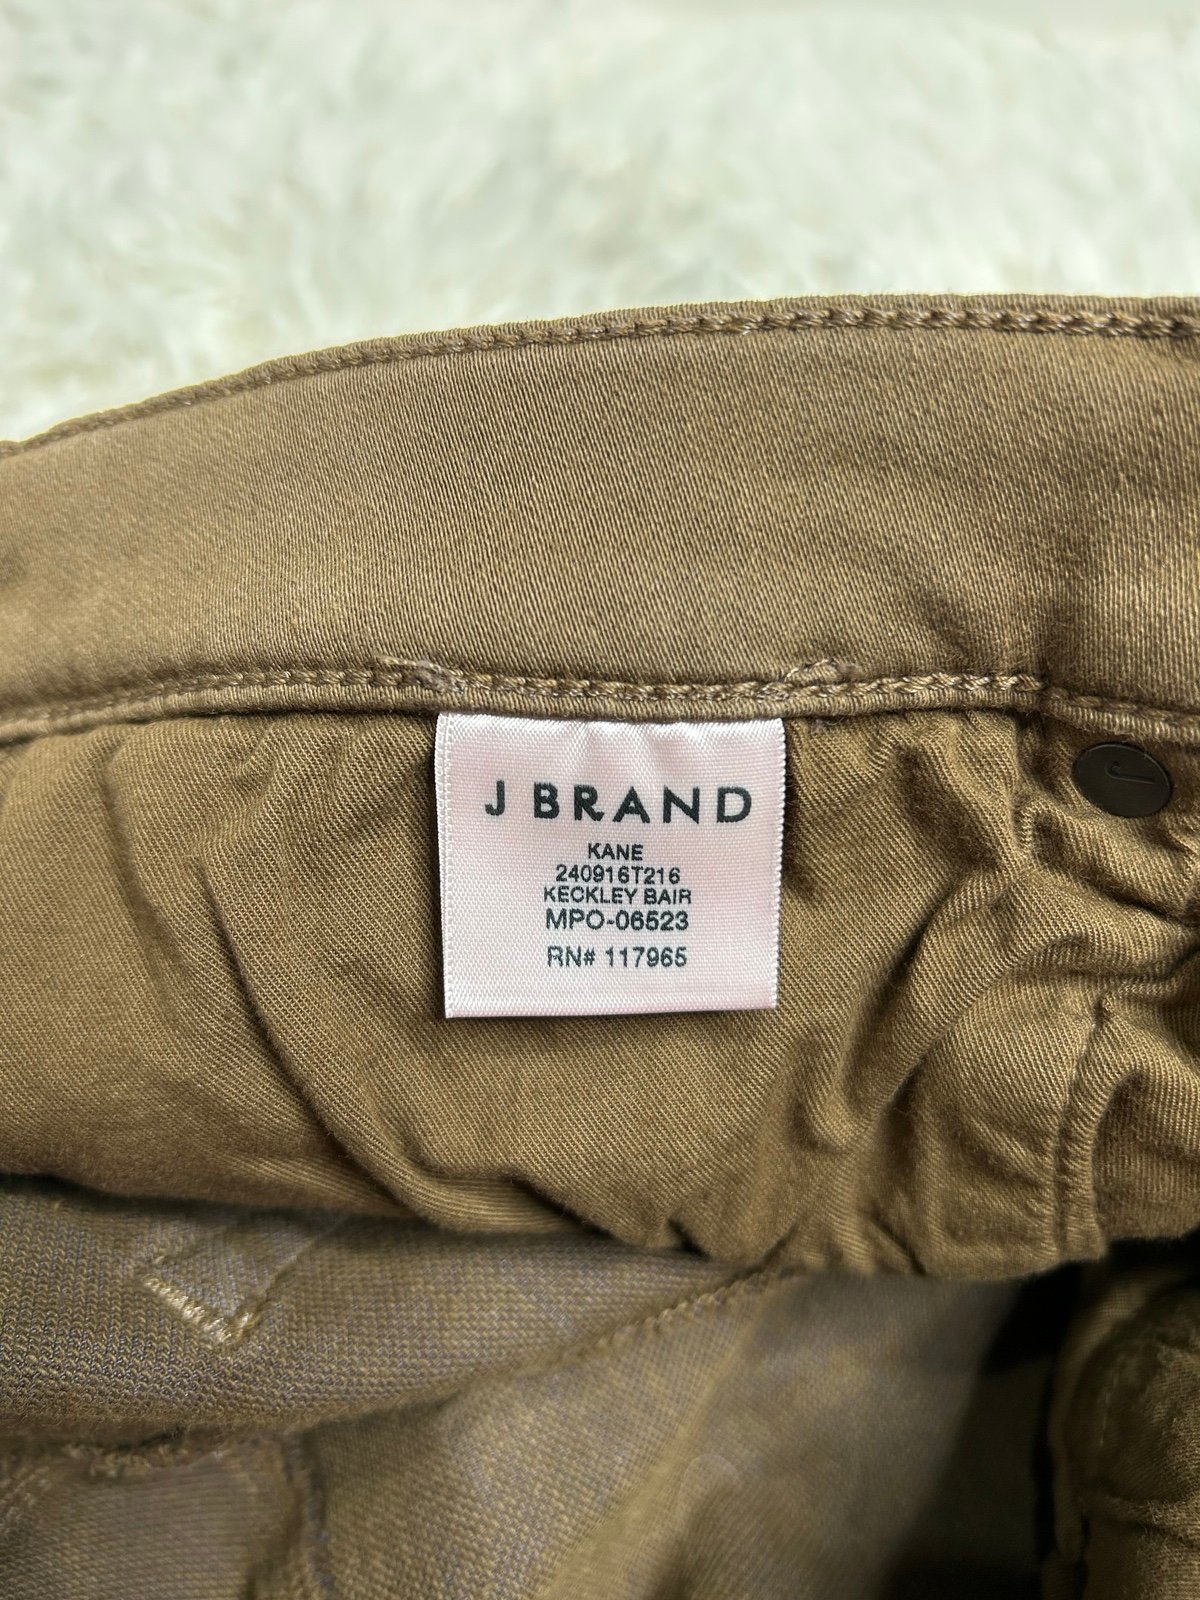 J BRAND
KANE
240916T216
KECKLEY BAIR
MPO-06523
RN# 117965